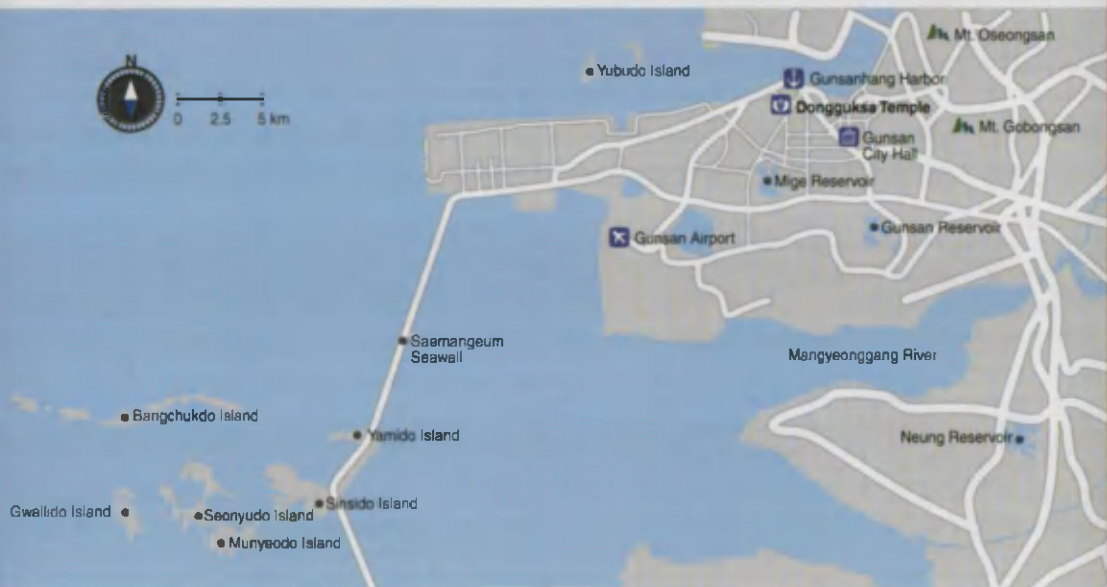 Mt. Oseongsan
N
Yubudo Island
Gunsanhang Harbor
0 2.5 5 km
Dongguksa Temple
Mt. Gobongsan
Gunsan
City Hall
Mige Reservoir
Gunsan Reservoir
Gunsan Airport
Saemangeum
Seawall
Mangyeonggang River
Bangchukdo Island
Yamido Island
Neung Reservoir
Sinsido Island
Gwallido Island
Seonyudo Island
Munyeodo Island